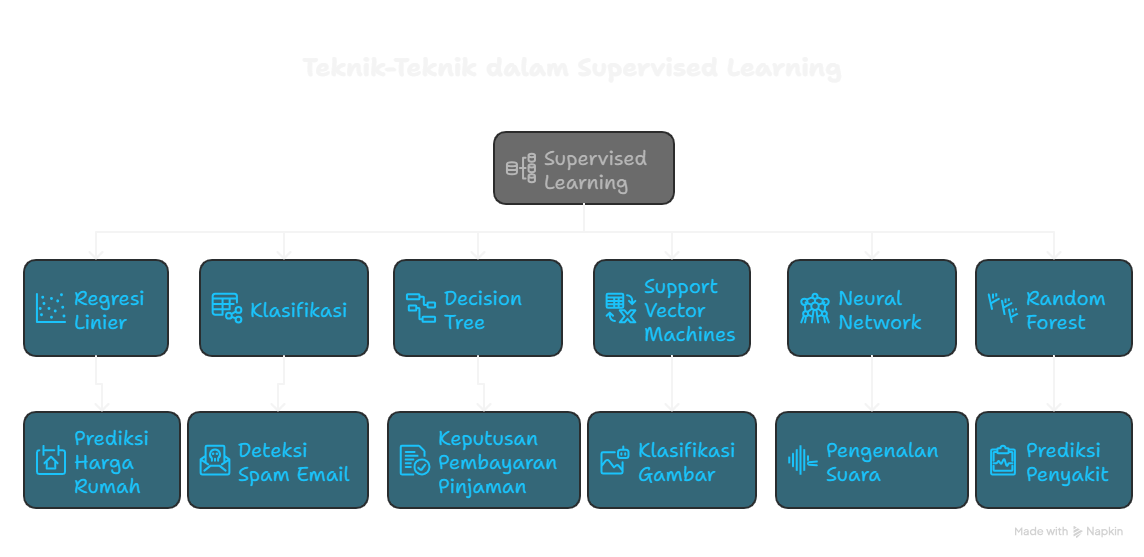 Teknik-Teknik dalam Supervised Learning
Supervised
Learning
Regresi
Linier
Klasifikasi
Decision
Tree
Support
Vector
Machines
Neural
Network
Random
Forest
Prediksi
Harga
Rumah
Deteksi
Spam Email
Keputusan
Pembayaran
Pinjaman
Klasifikasi
Gambar
Pengenalan
Suara
Prediksi
Penyakit
Made with Napkin